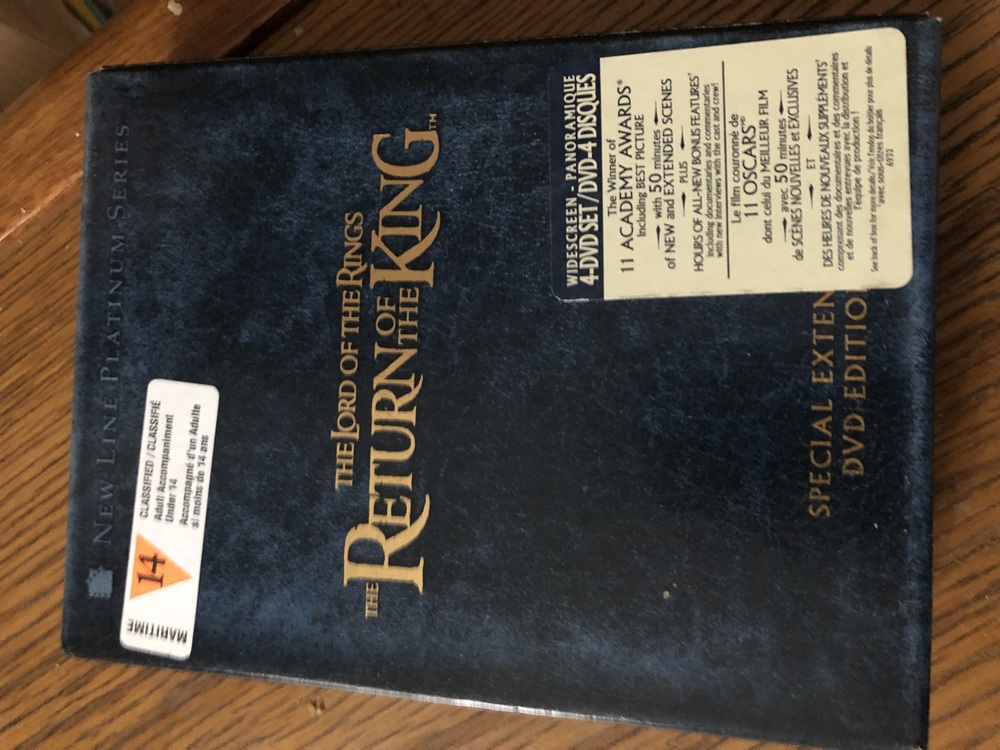 NEW LINE PLATINUM SERIES
MARITIME
14
CLASSIFIED / CLASSIFIÉ
Adult Accompaniment
Under 14
Accompagné d'un Adulte
si moins de 14 ans
THE LORD OF THE RINGS
THE RETURN OF THE KING™
WIDESCREEN - PANORAMIQUE
4-DVD SET/DVD-4 DISQUES
The Winner of
11 ACADEMY AWARDS®
Including BEST PICTURE
with 50 minutes
of NEW and EXTENDED SCENES
PLUS
HOURS OF ALL-NEW BONUS FEATURES¹
Including documentaries and commentaries
with new interviews with the cast and crew!
Le film couronné de
11 OSCARS MD
dont celui du MEILLEUR FILM
avec 50 minutes
de SCÈNES NOUVELLES et EXCLUSIVES
ET
DES HEURES DE NOUVEAUX SUPPLÉMENTS¹
comprenant des documentaires et des commentaires
et de nouvelles entrevues avec la distribution et
l'équipe de production !
See back of box for more details/Voir l'endos du boîtier pour plus de détails
¹avec sous-titres français
6932
SPECIAL EXTEN
DVD EDITIO